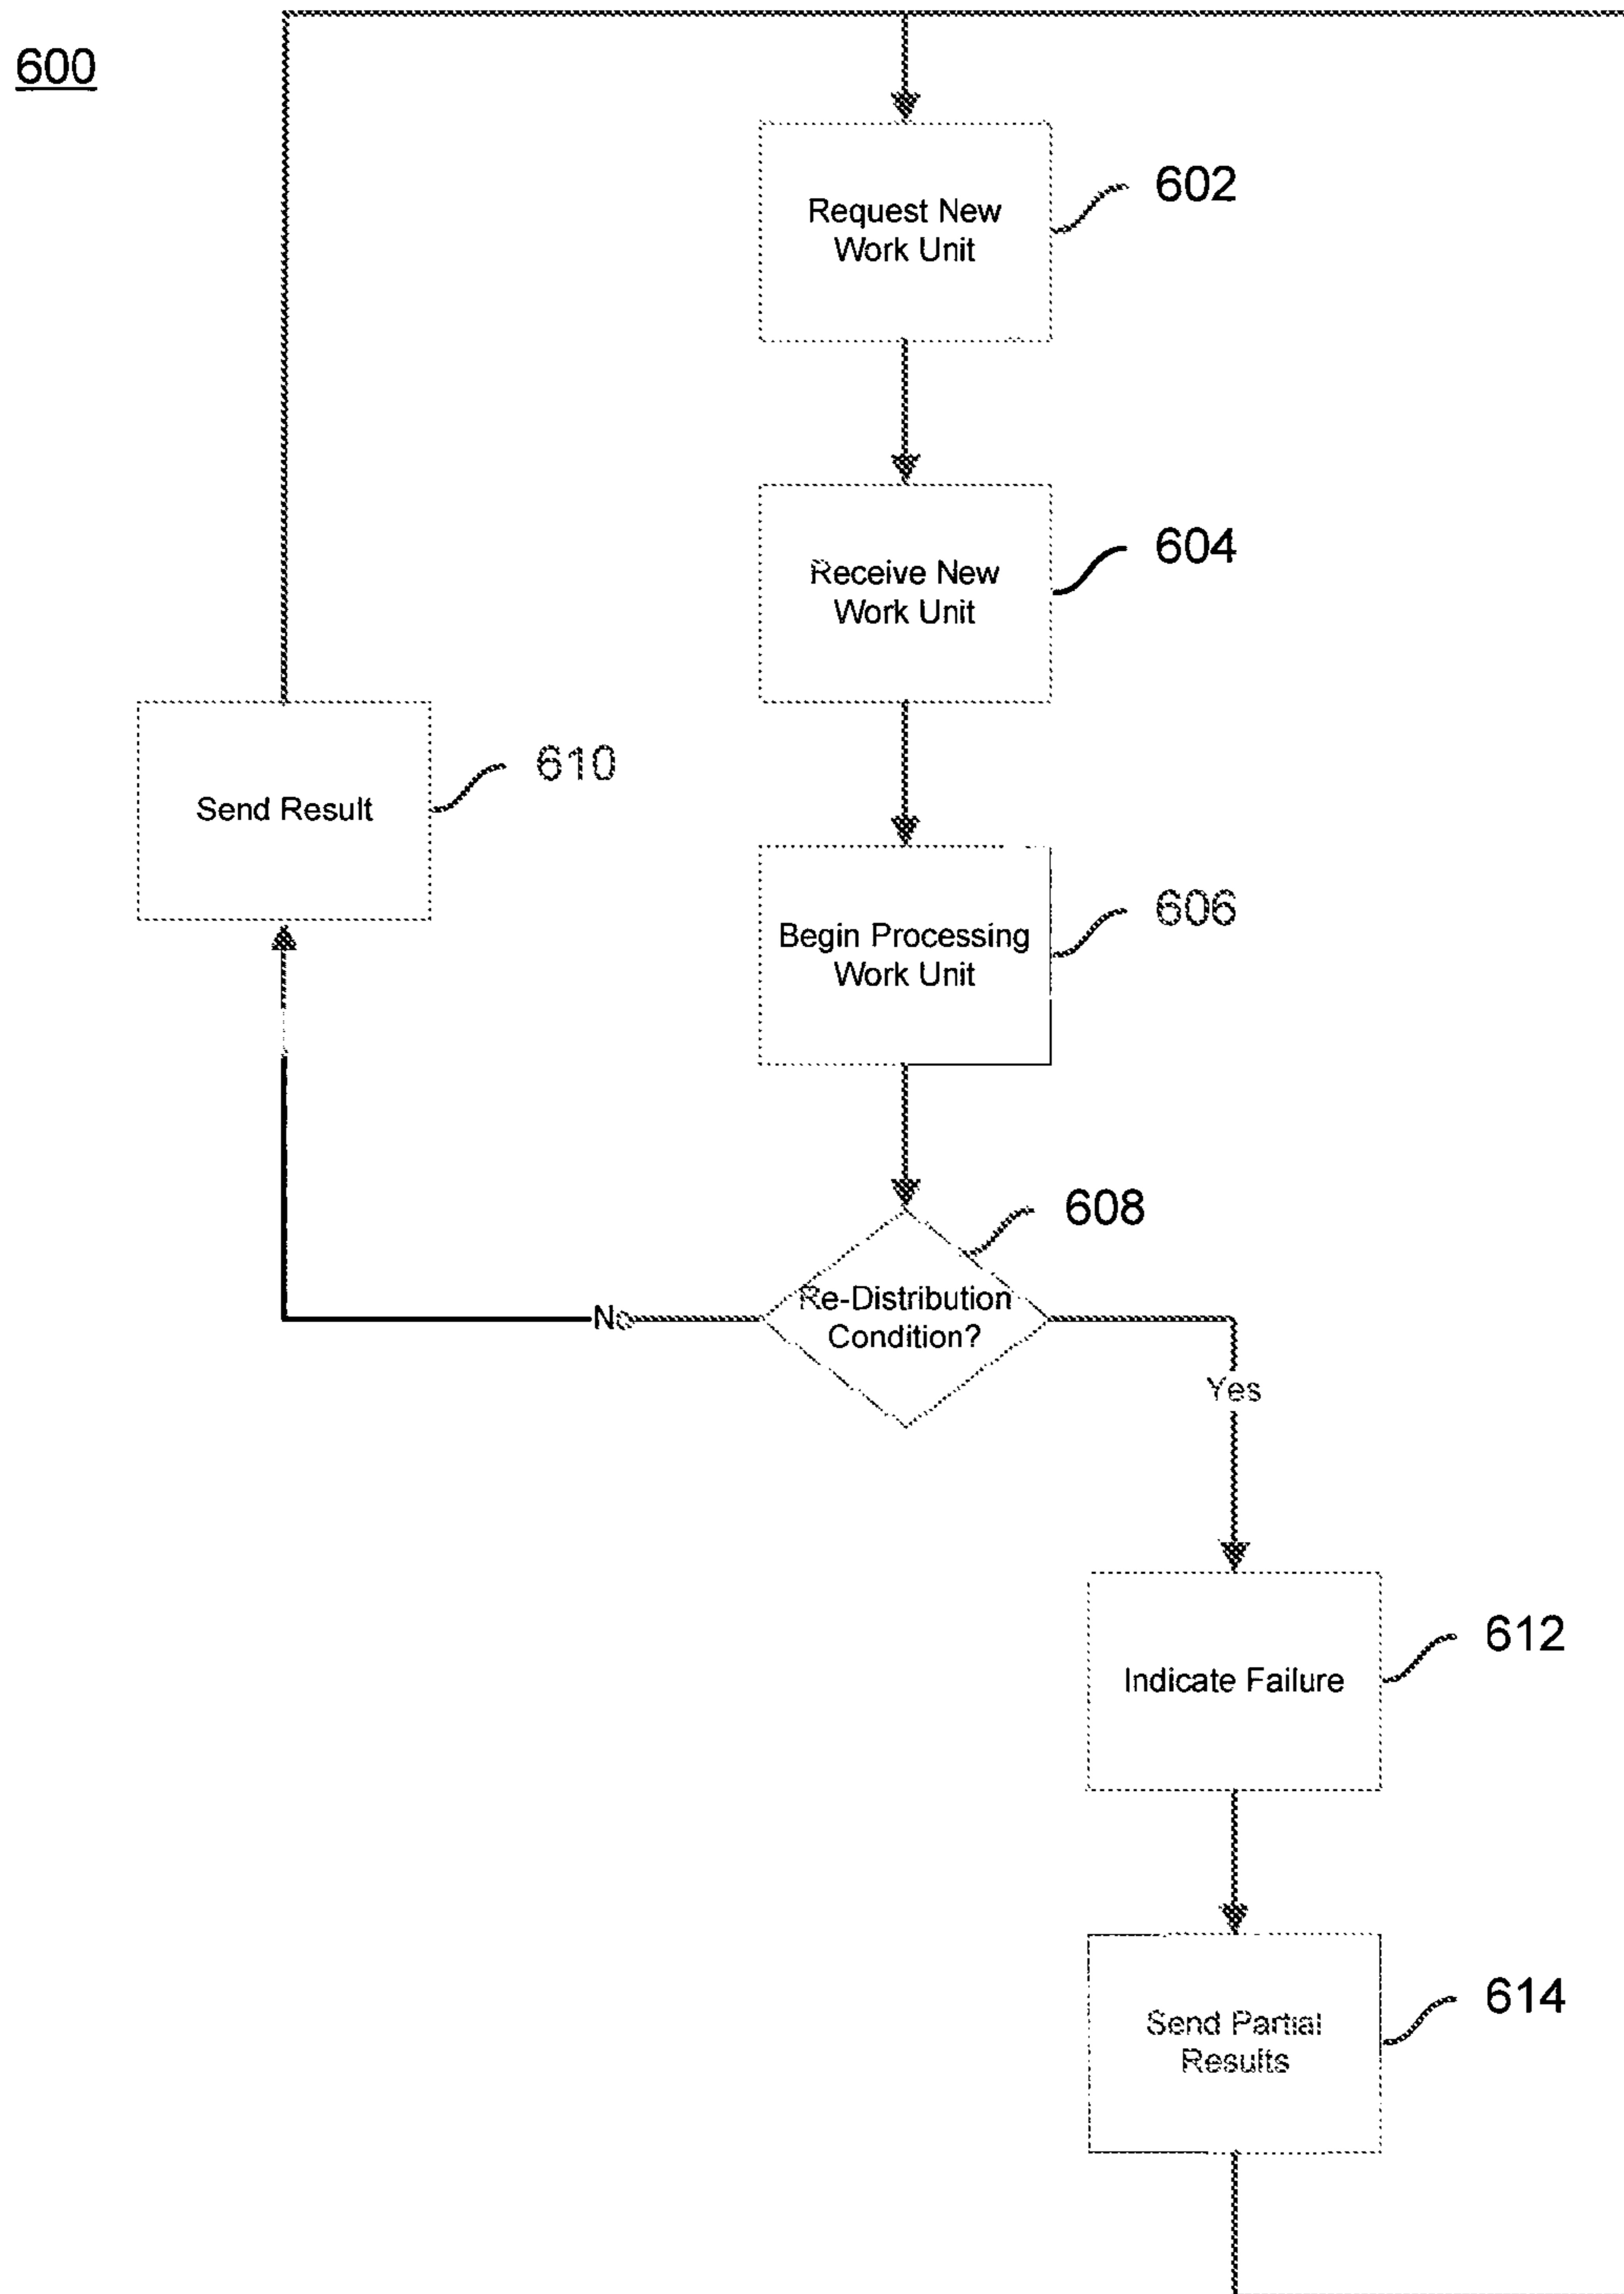 600
Request New
Work Unit
602
Receive New
Work Unit
604
Send Result
610
Begin Processing
Work Unit
606
608
Re-Distribution
Condition?
No
Yes
Indicate Failure
612
Send Partial
Results
614